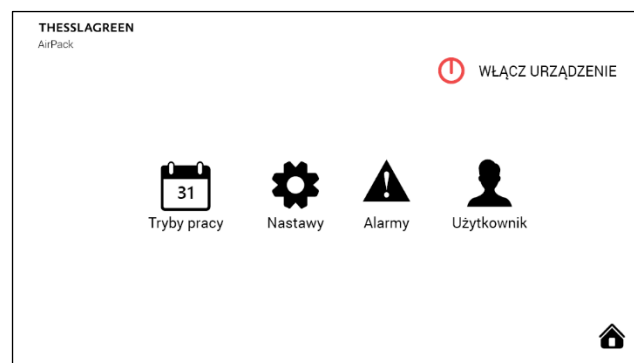 THESSLAGREEN
AirPack
WŁĄCZ URZĄDZENIE
31
Tryby pracy
Nastawy
Alarmy
Użytkownik